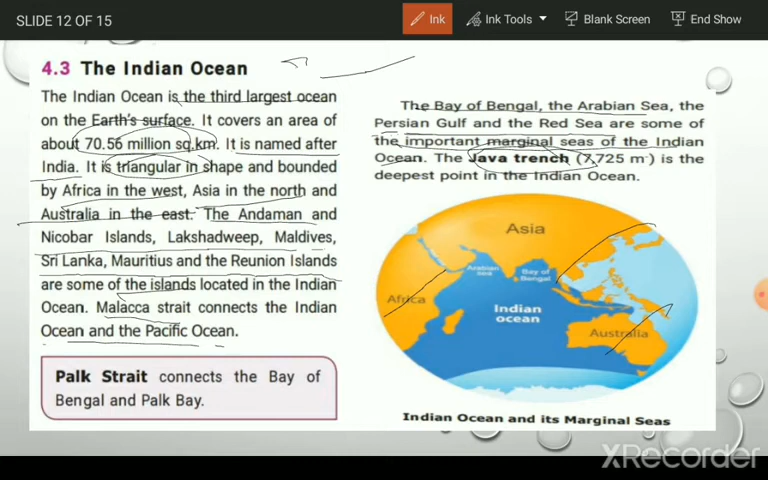 SLIDE 12 OF 15
Ink
Ink Tools
Blank Screen
End Show
4.3 The Indian Ocean
The Indian Ocean is the third largest ocean
on the Earth's surface. It covers an area of
about 70.56 million sq.km. It is named after
India. It is triangular in shape and bounded
by Africa in the west, Asia in the north and
Australia in the east. The Andaman and
Nicobar Islands, Lakshadweep, Maldives,
Sri Lanka, Mauritius and the Reunion Islands
are some of the islands located in the Indian
Ocean. Malacca strait connects the Indian
Ocean and the Pacific Ocean.
Palk Strait connects the Bay of
Bengal and Palk Bay.
The Bay of Bengal, the Arabian Sea, the
Persian Gulf and the Red Sea are some of
the important marginal seas of the Indian
Ocean. The Java trench (7,725 m) is the
deepest point in the Indian Ocean.
Asia
Arabian
sea
Bay of
Bengal
Africa
Indian
ocean
Australia
Indian Ocean and its Marginal Seas
XRecorder